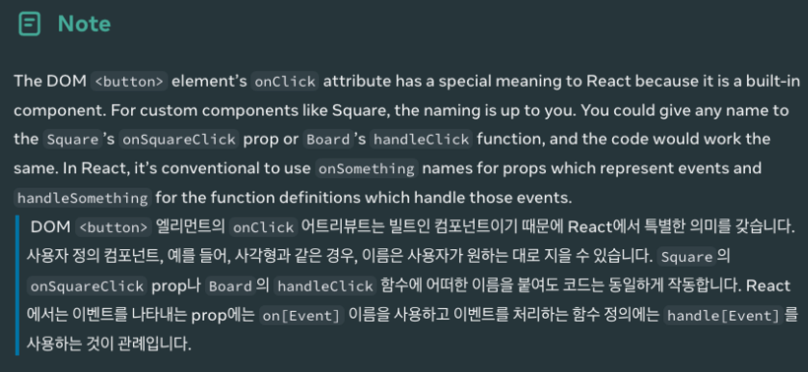 Note
The DOM <button> element's onClick attribute has a special meaning to React because it is a built-in
component. For custom components like Square, the naming is up to you. You could give any name to
the Square 's onSquareClick prop or Board 's handleClick function, and the code would work the
same. In React, it's conventional to use onSomething names for props which represent events and
handleSomething for the function definitions which handle those events.
DOM <button> 엘리먼트의 onClick 어트리뷰트는 빌트인 컴포넌트이기 때문에 React에서 특별한 의미를 갖습니다.
사용자 정의 컴포넌트, 예를 들어, 사각형과 같은 경우, 이름은 사용자가 원하는 대로 지을 수 있습니다. Square 의
onSquareClick prop나 Board 의 handleClick 함수에 어떠한 이름을 붙여도 코드는 동일하게 작동합니다. React
에서는 이벤트를 나타내는 prop에는 on[Event] 이름을 사용하고 이벤트를 처리하는 함수 정의에는 handle[Event] 를
사용하는 것이 관례입니다.